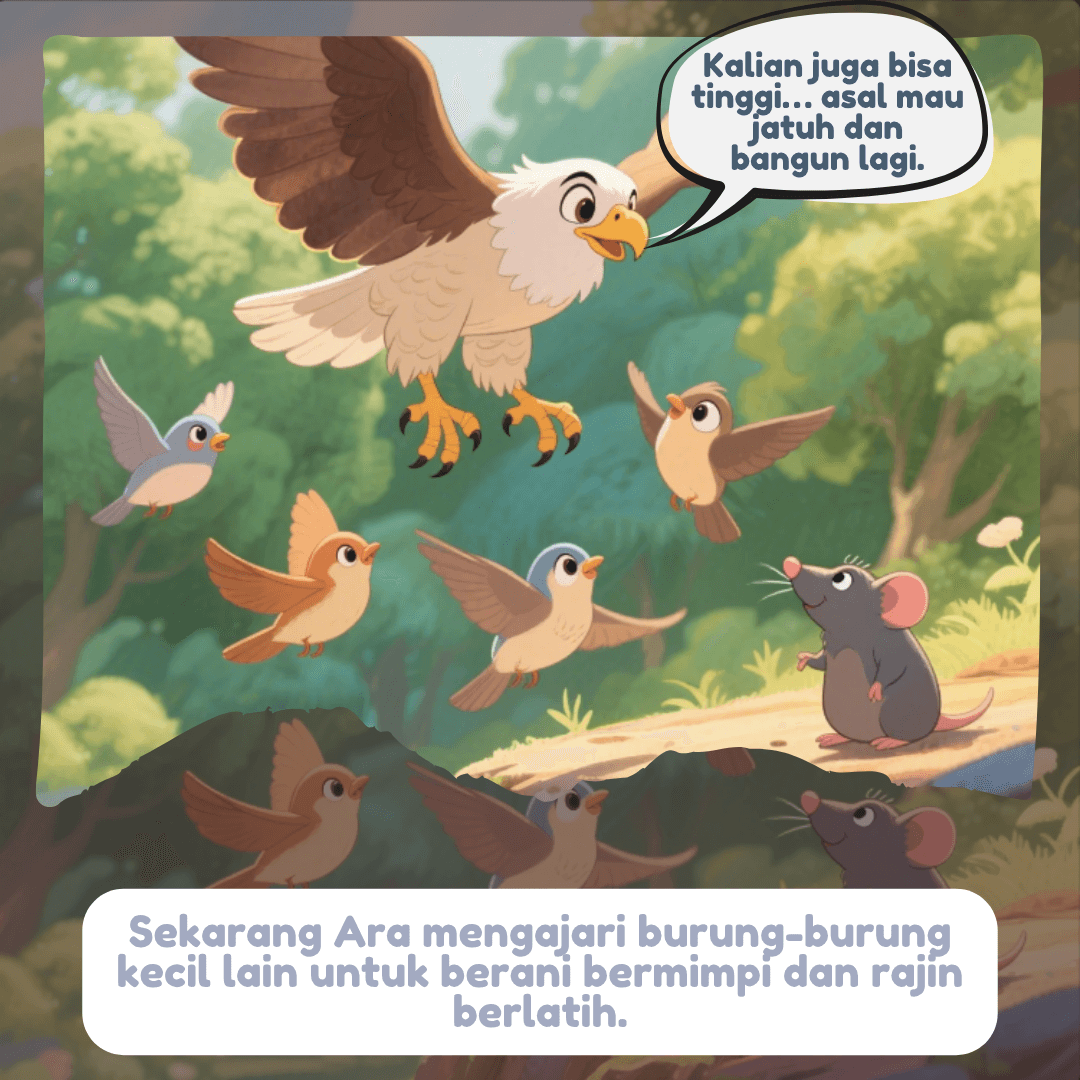 Kalian juga bisa
tinggi... asal mau
jatuh dan
bangun lagi.
Sekarang Ara mengajari burung-burung
kecil lain untuk berani bermimpi dan rajin
berlatih.